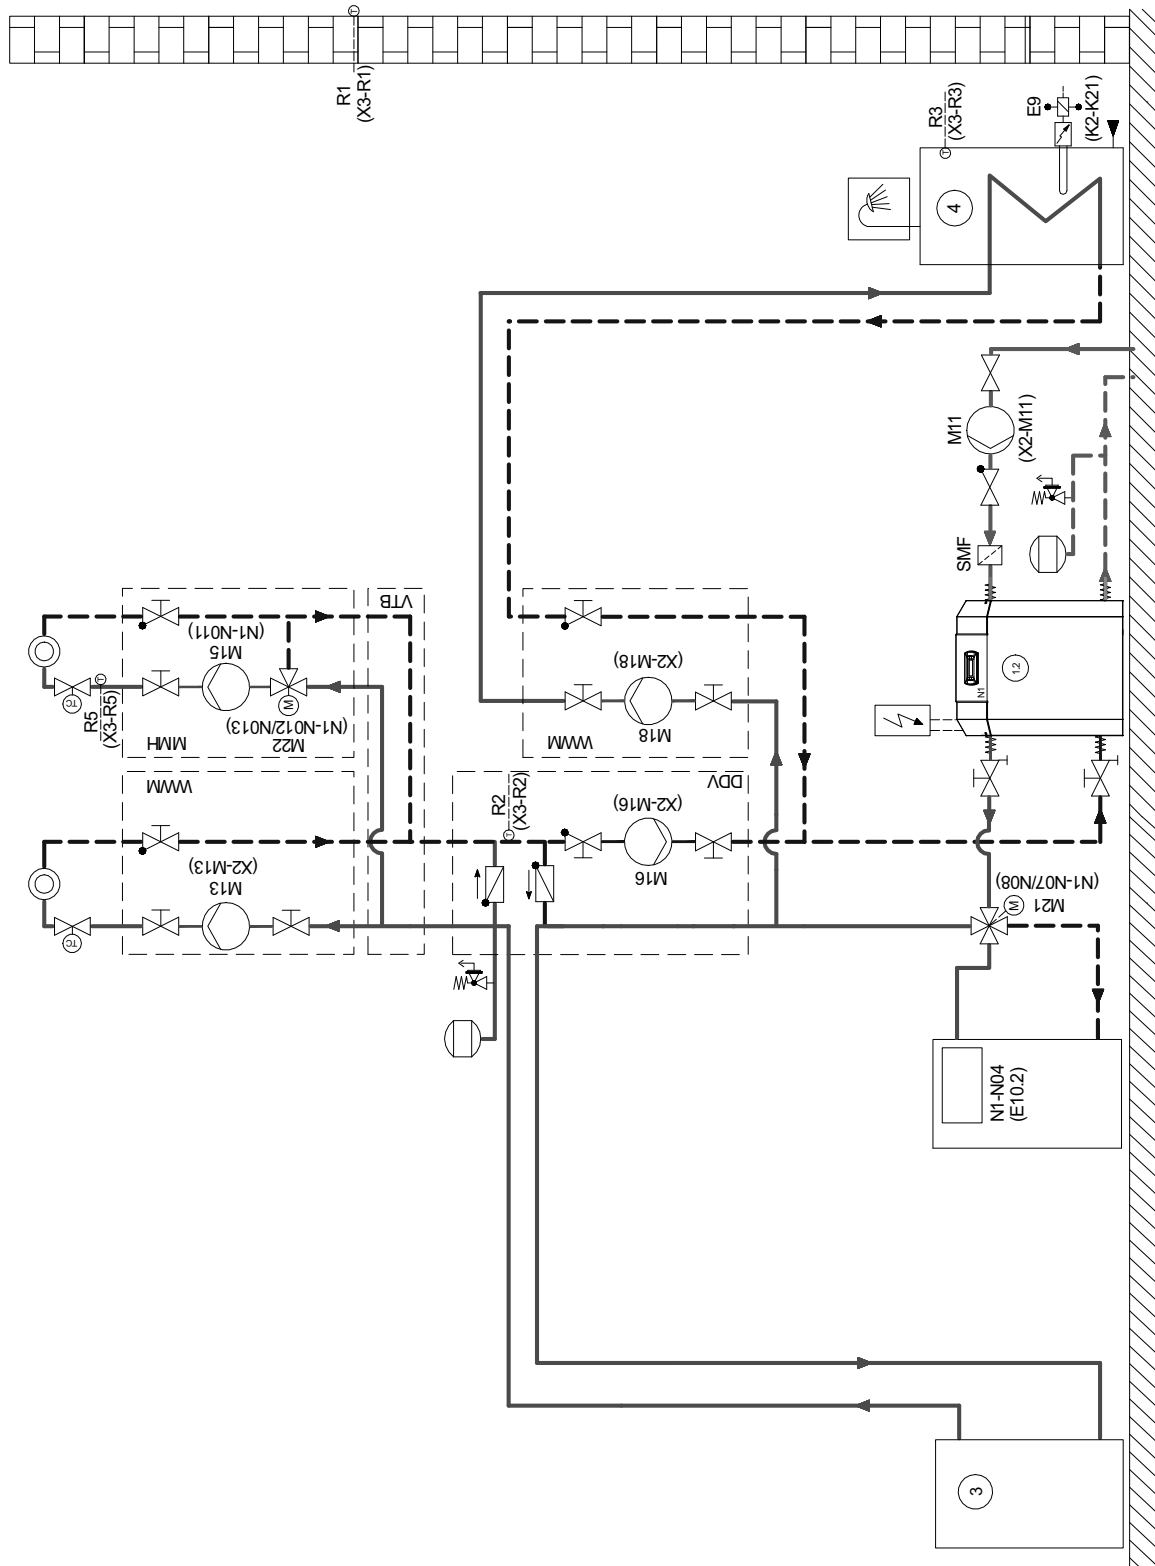 R1
(X3-R1)
R3
(X3-R3)
E9
(K2-K21)
4
T
T
M11
(X2-M11)
SMF
VTB
(N1-N011)
M15
TC
R5
(X3-R5)
T
M
(N1-N012/N013)
M22
MMH
WWM
(X2-M18)
M18
WWM
N1
1.2
R2
(X3-R2)
T
DDV
(X2-M16)
M16
(X2-M13)
M13
TC
(N1-N07/N08)
M21
M
N1-N04
(E10.2)
3